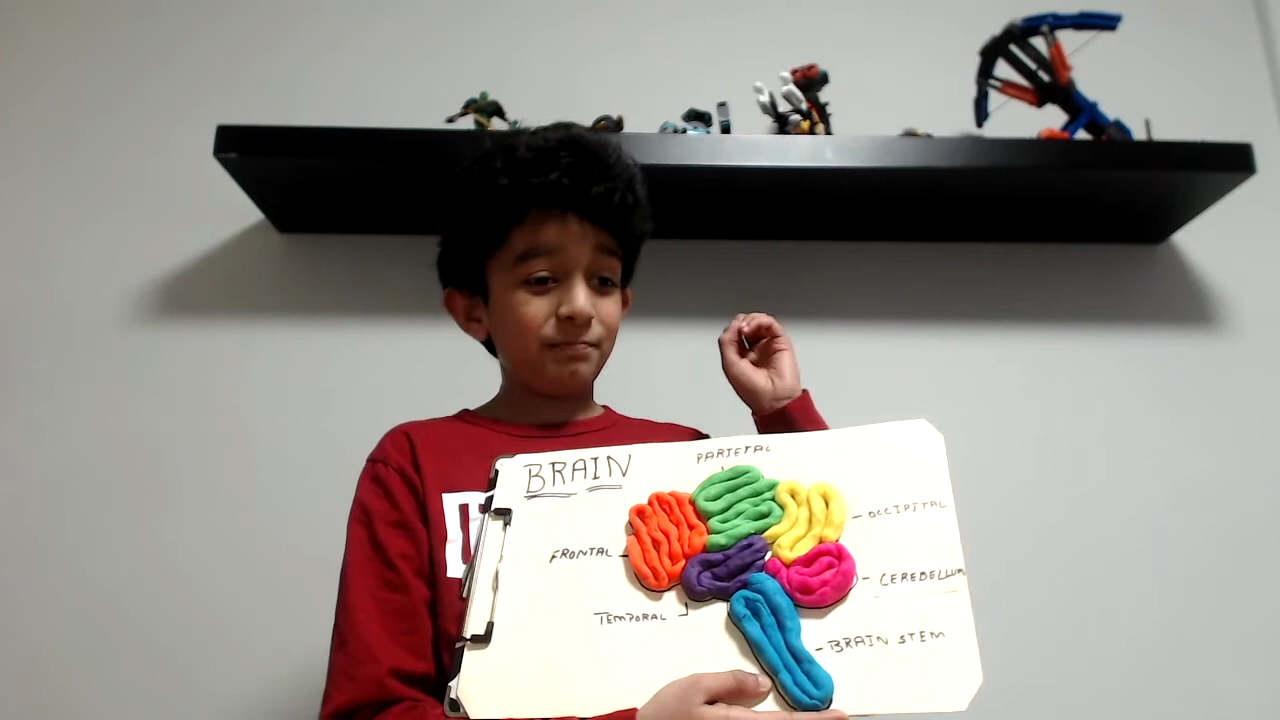 BRAIN
PARIETAL
OCCIPITAL
FRONTAL
CEREBELLUM
TEMPORAL
BRAIN STEM